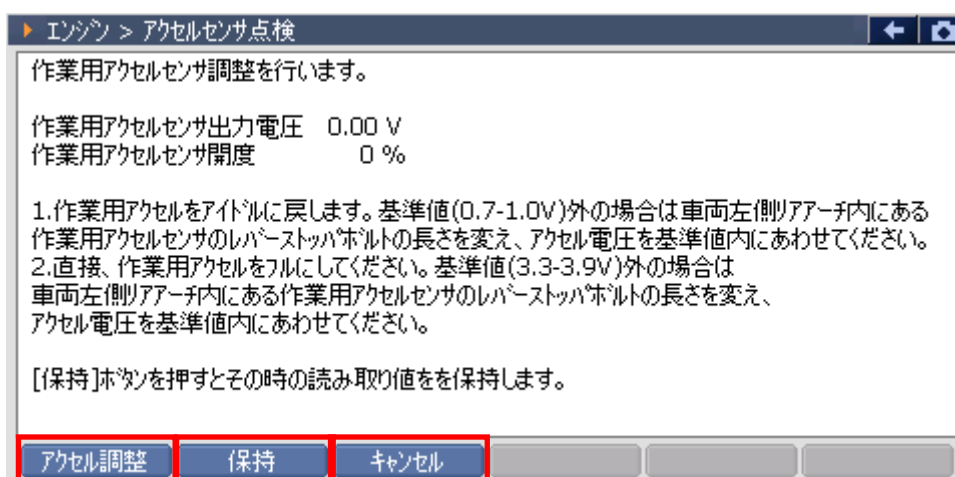 エンジン > アクセルセンサ点検
作業用アクセルセンサ調整を行います。
作業用アクセルセンサ出力電圧 0.00 V
作業用アクセルセンサ開度 0 %
1.作業用アクセルをアイドルに戻します。基準値(0.7-1.0V)外の場合は車両左側リアアーチ内にある
作業用アクセルセンサのレバーストッパボルトの長さを変え、アクセル電圧を基準値内にあわせてください。
2.直接、作業用アクセルをフルにしてください。基準値(3.3-3.9V)外の場合は
車両左側リアアーチ内にある作業用アクセルセンサのレバーストッパボルトの長さを変え、
アクセル電圧を基準値内にあわせてください。
[保持]ボタンを押すとその時の読み取り値をを保持します。
アクセル調整 保持 キャンセル